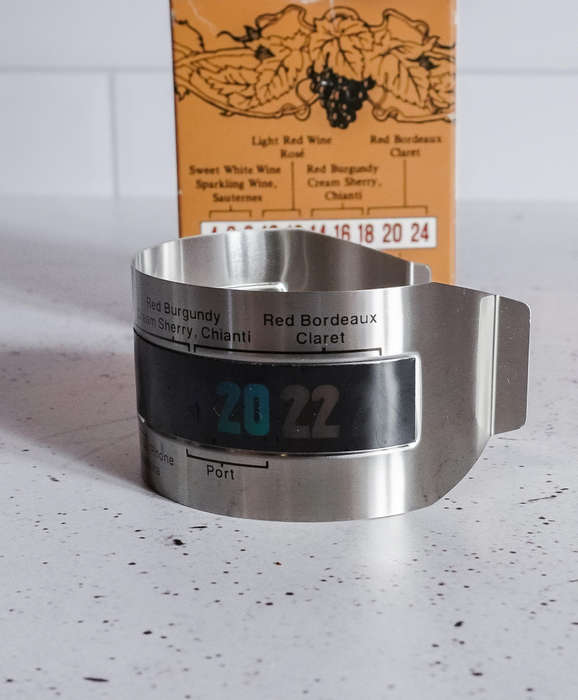 Light Red Wine
Rosé
Red Bordeaux
Claret
Sweet White Wine
Sparkling Wine,
Sauternes
Red Burgundy
Cream Sherry,
Chianti
14 16 18 20 24
Red Burgundy
Sherry, Chianti
Red Bordeaux
Claret
20 22
Port